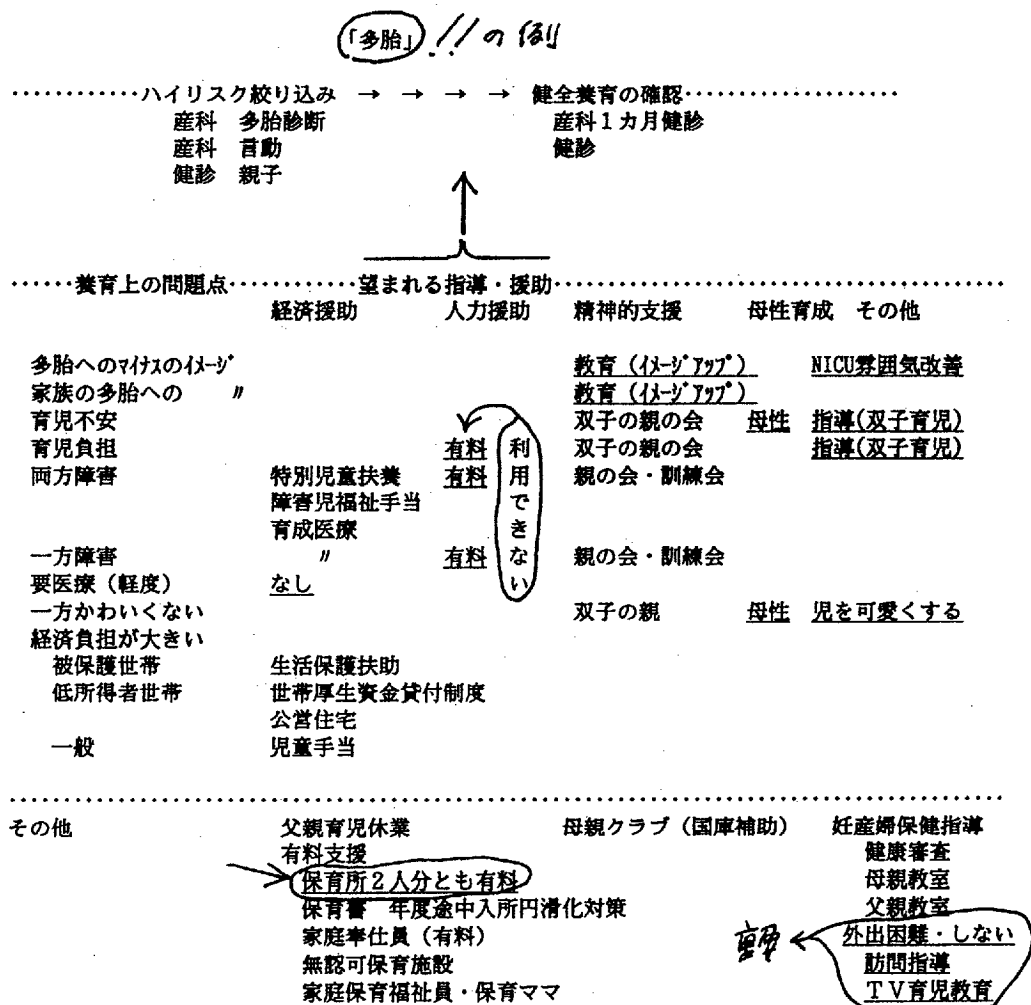 「多胎」!! の例
…………ハイリスク絞り込み → → → → 健全養育の確認…………………
産科 多胎診断 産科1カ月健診
産科 言動 健診
健診 親子
……養育上の問題点…………望まれる指導・援助……………………………………
経済援助 人力援助 精神的支援 母性育成 その他
多胎へのマイナスのイメージ 教育(イメージアップ) NICU雰囲気改善
家族の多胎への 〃 教育(イメージアップ)
育児不安 双子の親の会 母性 指導(双子育児)
育児負担 有料 双子の親の会 指導(双子育児)
両方障害 特別児童扶養 有料 親の会・訓練会
障害児福祉手当
育成医療
利用できない
一方障害 〃 有料 親の会・訓練会
要医療(軽度) なし
一方かわいくない 双子の親 母性 児を可愛くする
経済負担が大きい
被保護世帯 生活保護扶助
低所得者世帯 世帯厚生資金貸付制度
公営住宅
一般 児童手当
その他 父親育児休業 母親クラブ(国庫補助) 妊産婦保健指導
有料支援 健康審査
保育所2人分とも有料 母親教室
保育書 年度途中入所円滑化対策 父親教室
家庭奉仕員(有料) 外出困難・しない
無認可保育施設 訪問指導
家庭保育福祉員・保育ママ TV育児教育
重要